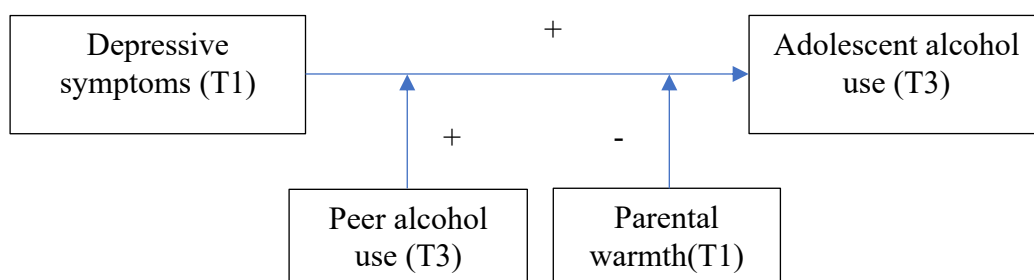 Depressive
symptoms (T1)
+
Adolescent alcohol
use (T3)
+
-
Peer alcohol
use (T3)
Parental
warmth(T1)